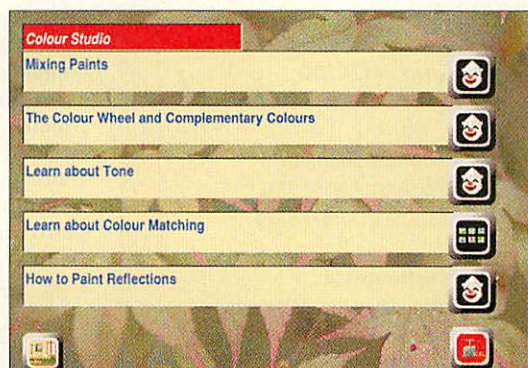 Colour Studio
Mixing Paints
The Colour Wheel and Complementary Colours
Learn about Tone
Learn about Colour Matching
How to Paint Reflections